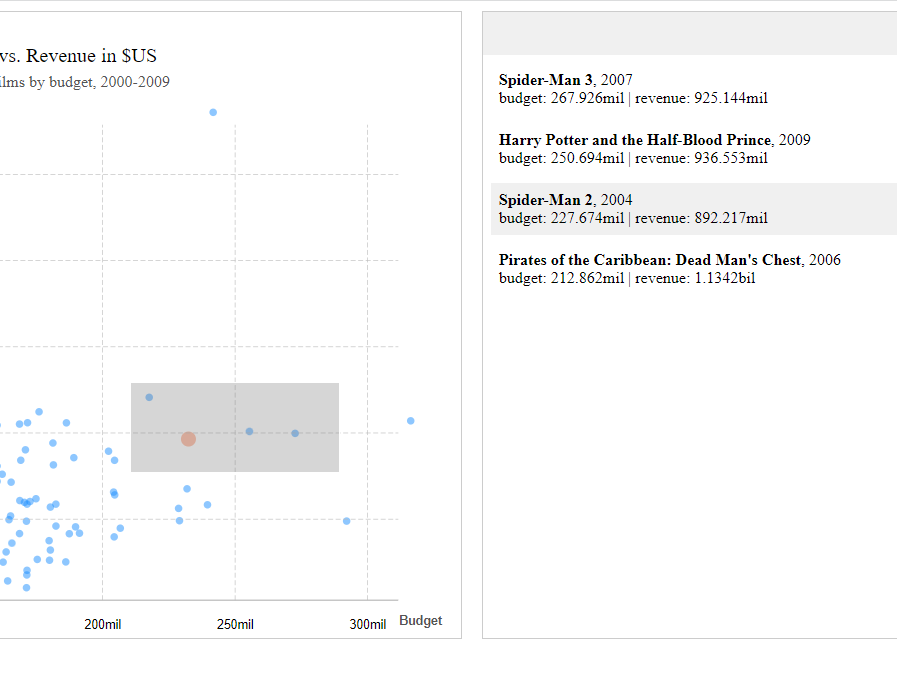 vs. Revenue in $US
ilms by budget, 2000-2009
200mil
250mil
300mil
Budget
Spider-Man 3, 2007
budget: 267.926mil | revenue: 925.144mil
Harry Potter and the Half-Blood Prince, 2009
budget: 250.694mil | revenue: 936.553mil
Spider-Man 2, 2004
budget: 227.674mil | revenue: 892.217mil
Pirates of the Caribbean: Dead Man's Chest, 2006
budget: 212.862mil | revenue: 1.1342bil